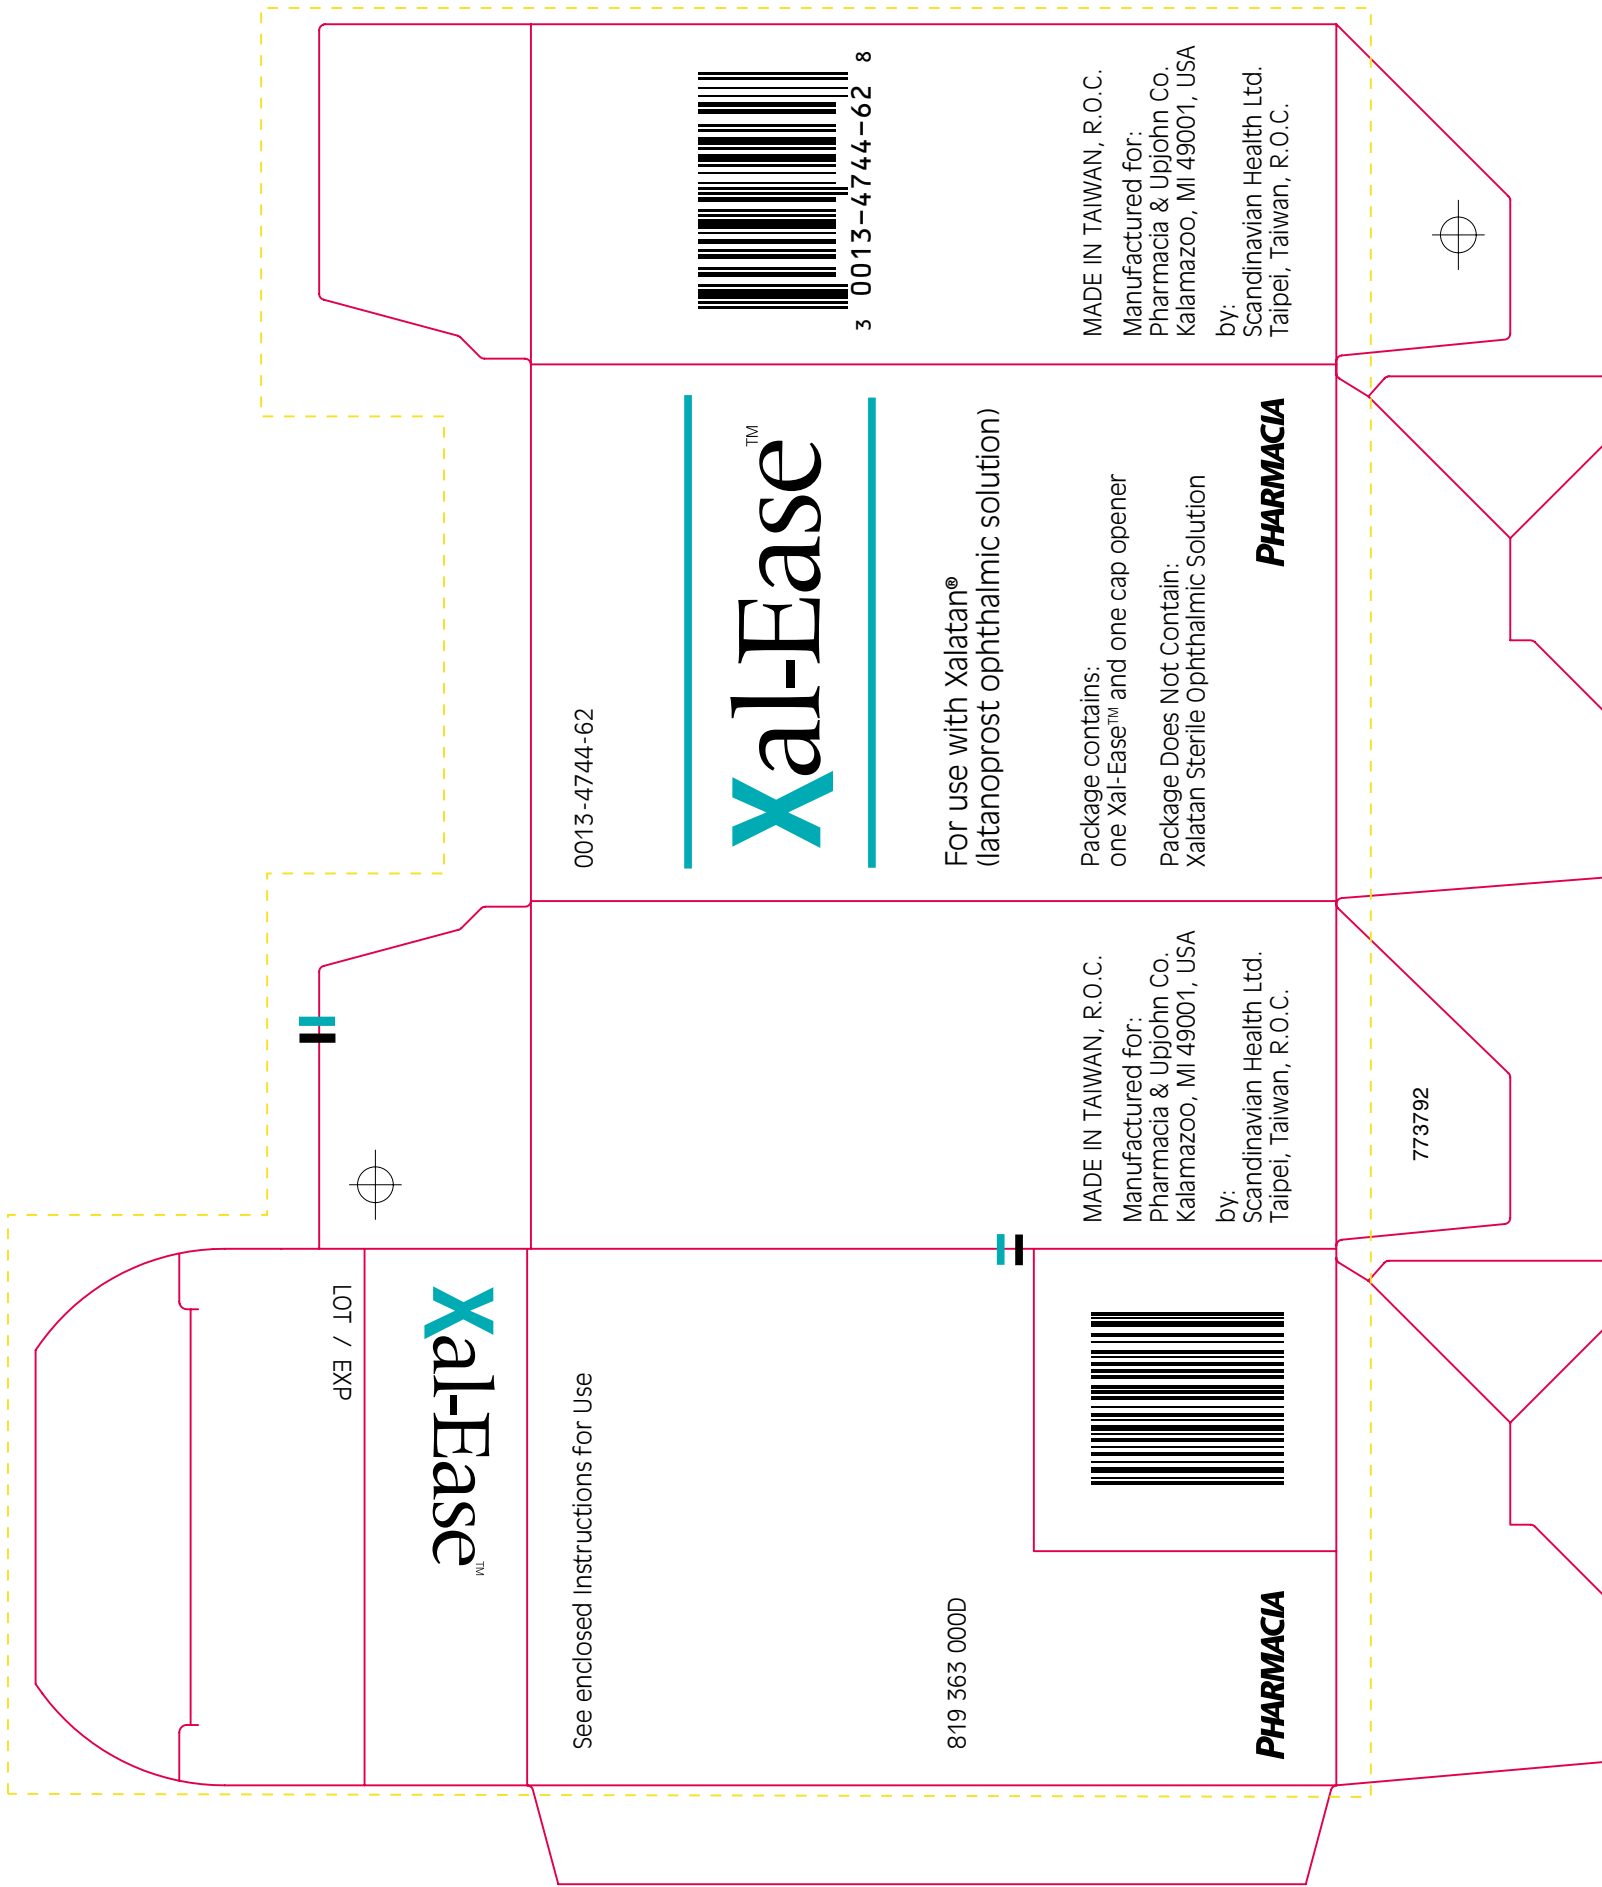 3 0013-4744-62 8
MADE IN TAIWAN, R.O.C.
Manufactured for:
Pharmacia & Upjohn Co.
Kalamazoo, MI 49001, USA
by:
Scandinavian Health Ltd.
Taipei, Taiwan, R.O.C.
0013-4744-62
Xal-Ease™
For use with Xalatan®
(latanoprost ophthalmic solution)
Package contains:
one Xal-Ease™ and one cap opener
Package Does Not Contain:
Xalatan Sterile Ophthalmic Solution
PHARMACIA
MADE IN TAIWAN, R.O.C.
Manufactured for:
Pharmacia & Upjohn Co.
Kalamazoo, MI 49001, USA
by:
Scandinavian Health Ltd.
Taipei, Taiwan, R.O.C.
773792
LOT / EXP
Xal-Ease™
See enclosed Instructions for Use
819 363 000D
PHARMACIA